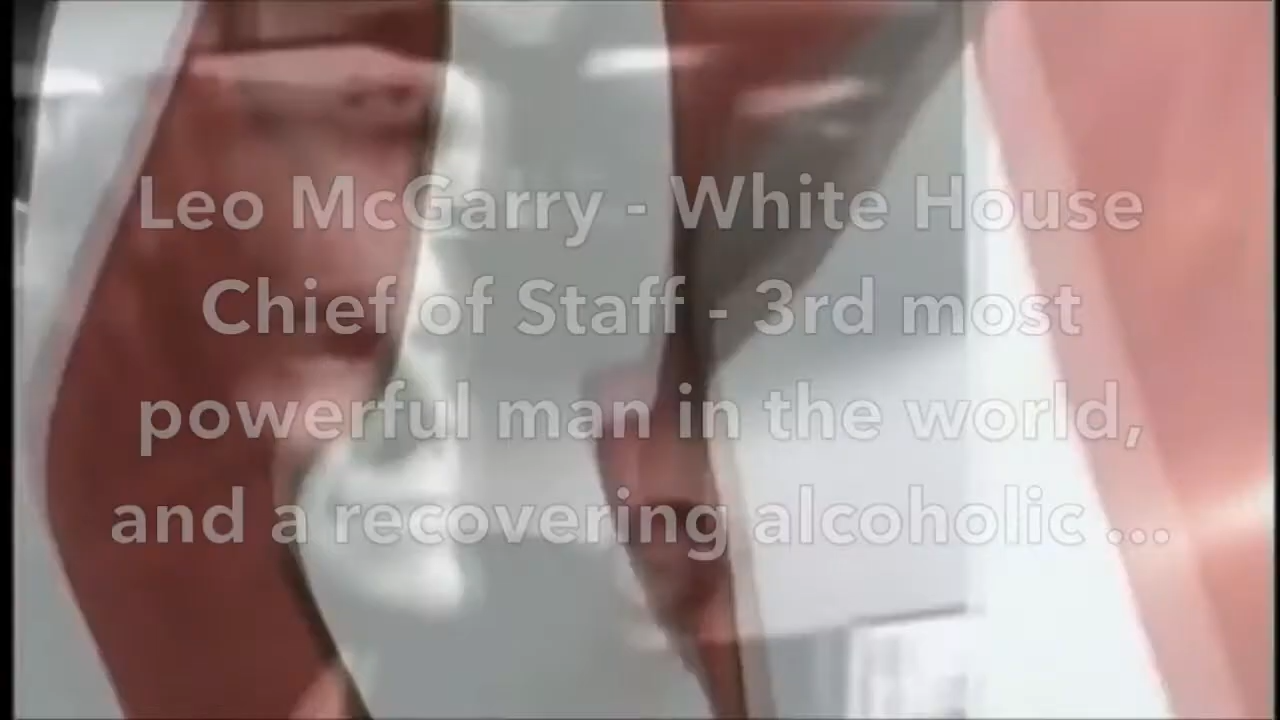 Leo McGarry - White House
Chief of Staff - 3rd most
powerful man in the world,
and a recovering alcoholic ...